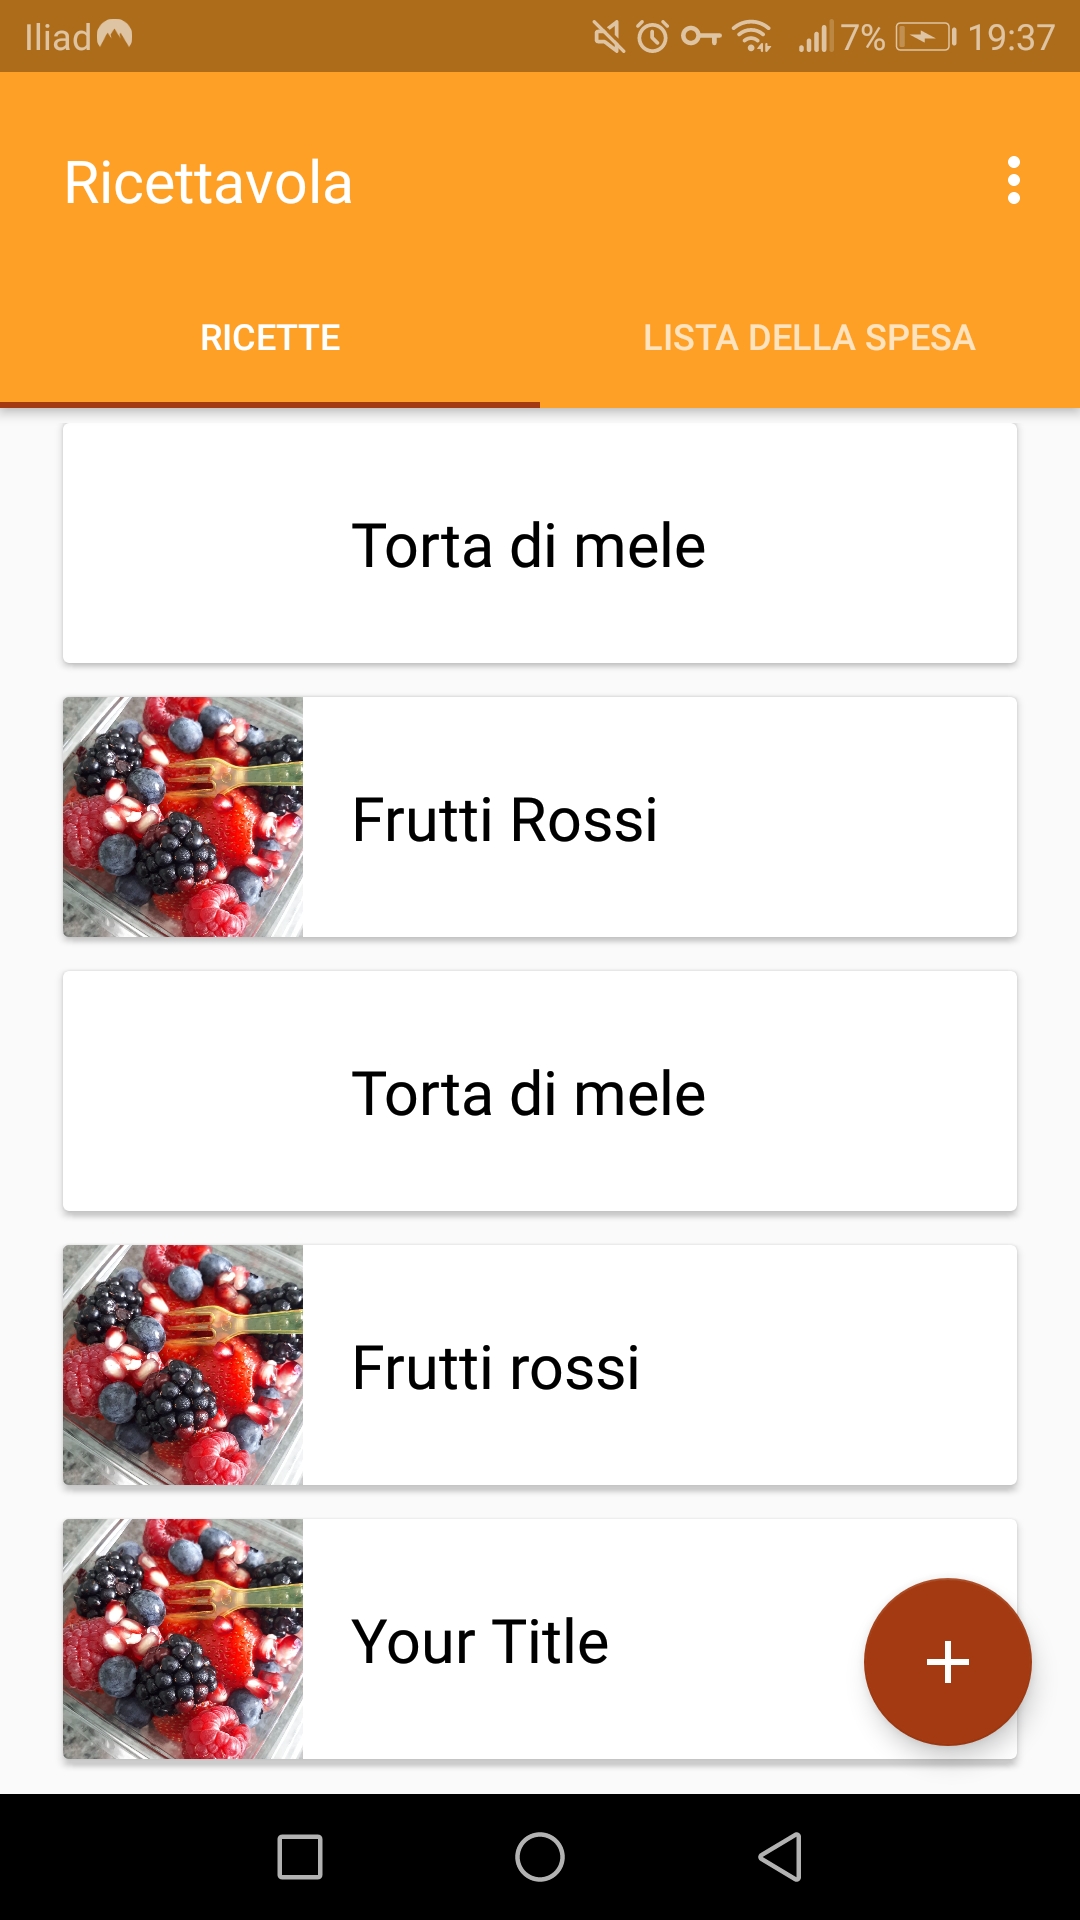 Iliad 7% 19:37
Ricettavola
RICETTE LISTA DELLA SPESA
Torta di mele
Frutti Rossi
Torta di mele
Frutti rossi
Your Title